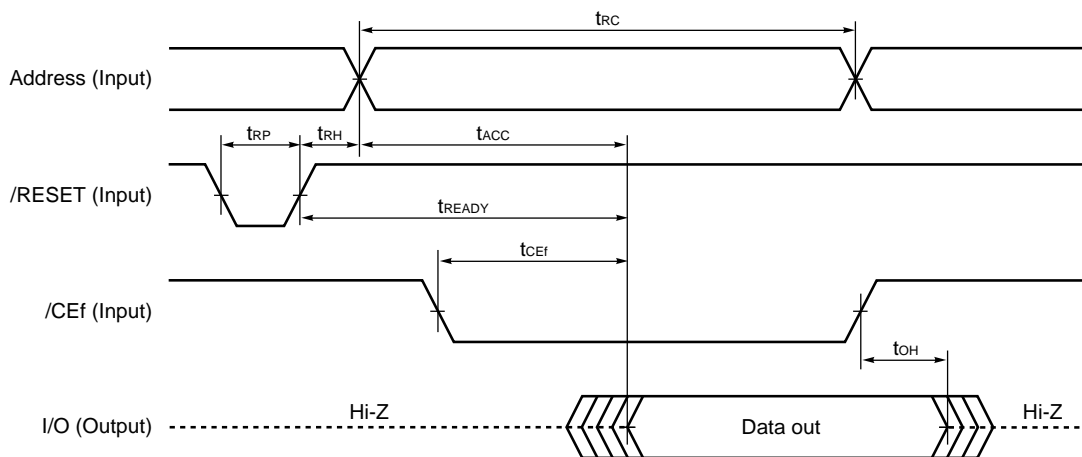 tRC
Address (Input)
tRP tRH tACC
/RESET (Input)
tREADY
tCEf
/CEf (Input)
tOH
Hi-Z Hi-Z
I/O (Output) Data out